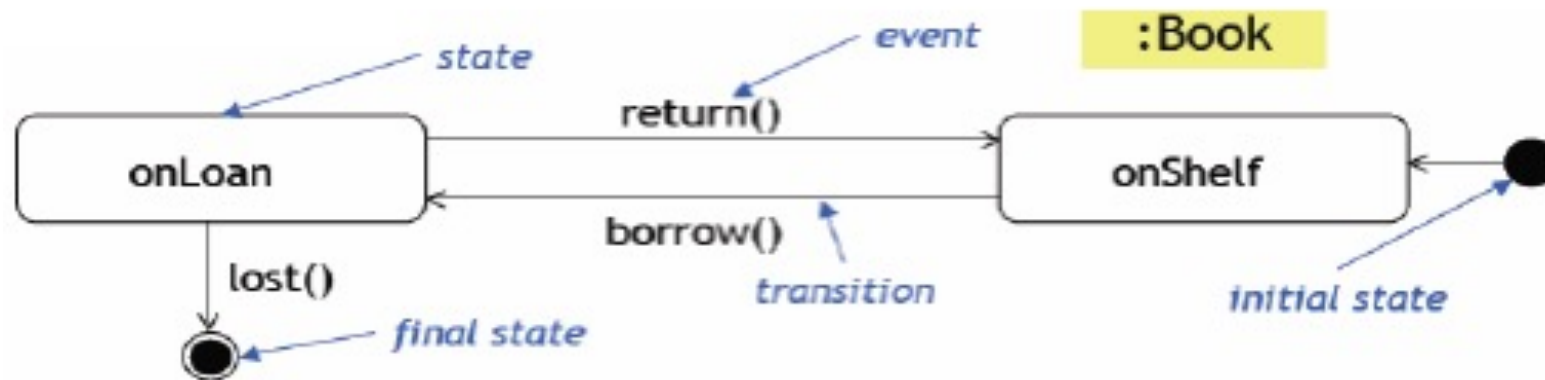 :Book
event
state
return()
onLoan
onShelf
borrow()
lost()
transition
initial state
final state